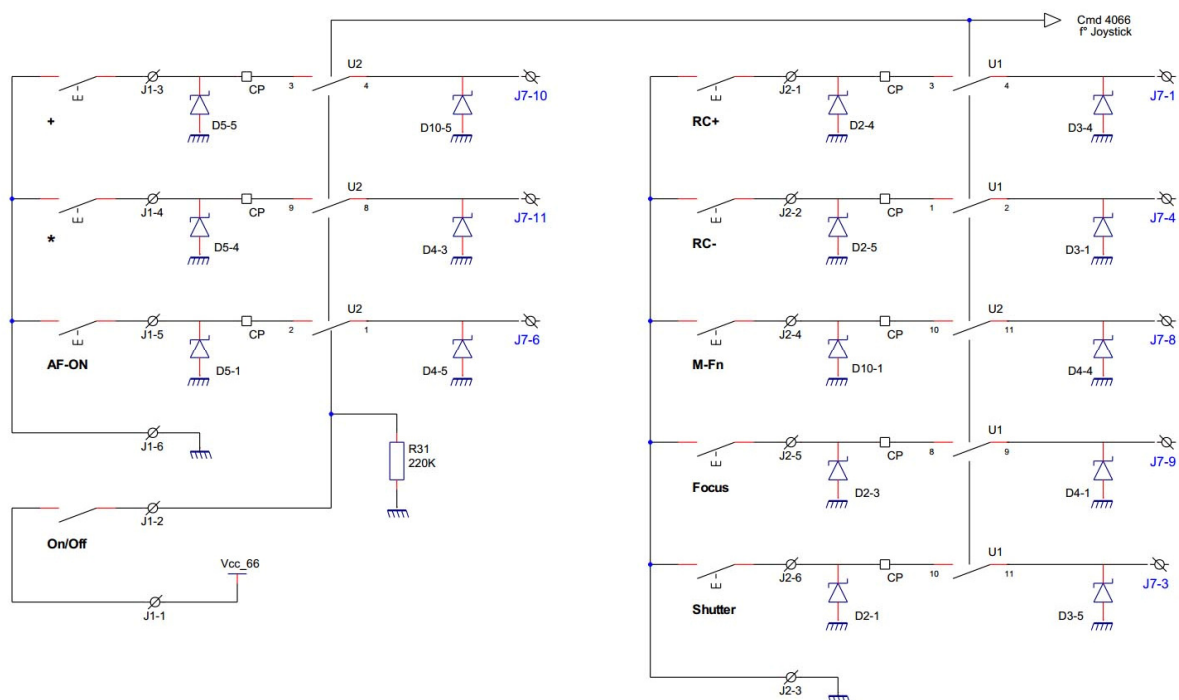 Cmd 4066
f° Joystick
+
J1-3
D5-5
CP
3
U2
4
D10-5
J7-10
*
J1-4
D5-4
CP
9
U2
8
D4-3
J7-11
AF-ON
J1-5
D5-1
CP
2
U2
1
D4-5
J7-6
J1-6
R31
220K
On/Off
J1-2
Vcc_66
J1-1
RC+
J2-1
D2-4
CP
3
U1
4
D3-4
J7-1
RC-
J2-2
D2-5
CP
1
U1
2
D3-1
J7-4
M-Fn
J2-4
D10-1
CP
10
U2
11
D4-4
J7-8
Focus
J2-5
D2-3
CP
8
U1
9
D4-1
J7-9
Shutter
J2-6
D2-1
CP
10
U1
11
D3-5
J7-3
J2-3